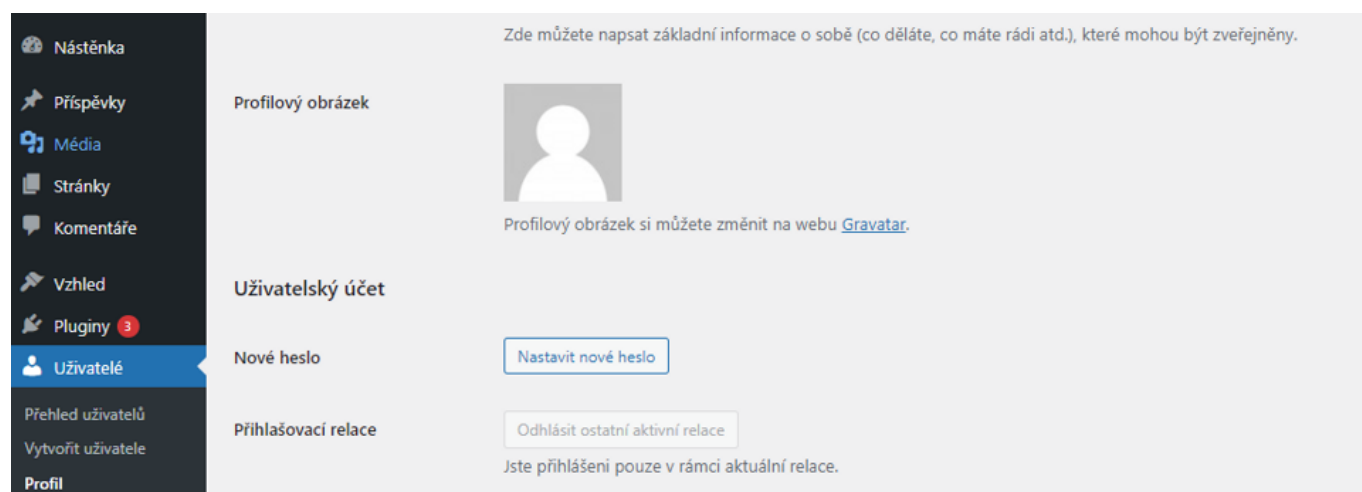 Nástěnka
Příspěvky
Média
Stránky
Komentáře
Vzhled
Pluginy 3
Uživatelé
Přehled uživatelů
Vytvořit uživatele
Profil
Zde můžete napsat základní informace o sobě (co děláte, co máte rádi atd.), které mohou být zveřejněny.
Profilový obrázek
Profilový obrázek si můžete změnit na webu Gravatar.
Uživatelský účet
Nové heslo
Nastavit nové heslo
Přihlašovací relace
Odhlásit ostatní aktivní relace
Jste přihlášeni pouze v rámci aktuální relace.